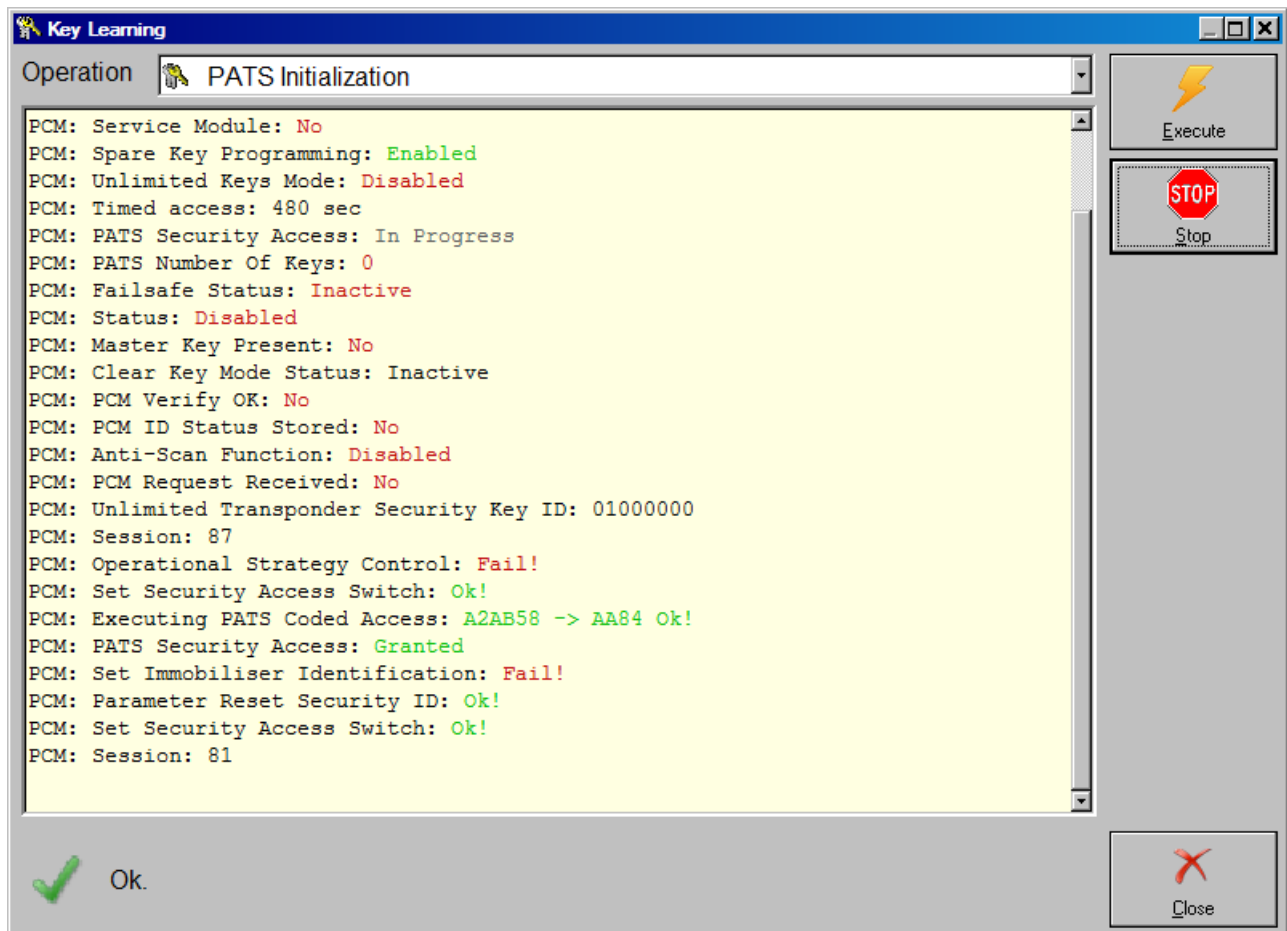 Key Learning
Operation PATS Initialization
PCM: Service Module: No
PCM: Spare Key Programming: Enabled
PCM: Unlimited Keys Mode: Disabled
PCM: Timed access: 480 sec
PCM: PATS Security Access: In Progress
PCM: PATS Number Of Keys: 0
PCM: Failsafe Status: Inactive
PCM: Status: Disabled
PCM: Master Key Present: No
PCM: Clear Key Mode Status: Inactive
PCM: PCM Verify OK: No
PCM: PCM ID Status Stored: No
PCM: Anti-Scan Function: Disabled
PCM: PCM Request Received: No
PCM: Unlimited Transponder Security Key ID: 01000000
PCM: Session: 87
PCM: Operational Strategy Control: Fail!
PCM: Set Security Access Switch: Ok!
PCM: Executing PATS Coded Access: A2AB58 -> AA84 Ok!
PCM: PATS Security Access: Granted
PCM: Set Immobiliser Identification: Fail!
PCM: Parameter Reset Security ID: Ok!
PCM: Set Security Access Switch: Ok!
PCM: Session: 81
Ok.
Execute
STOP
Stop
Close